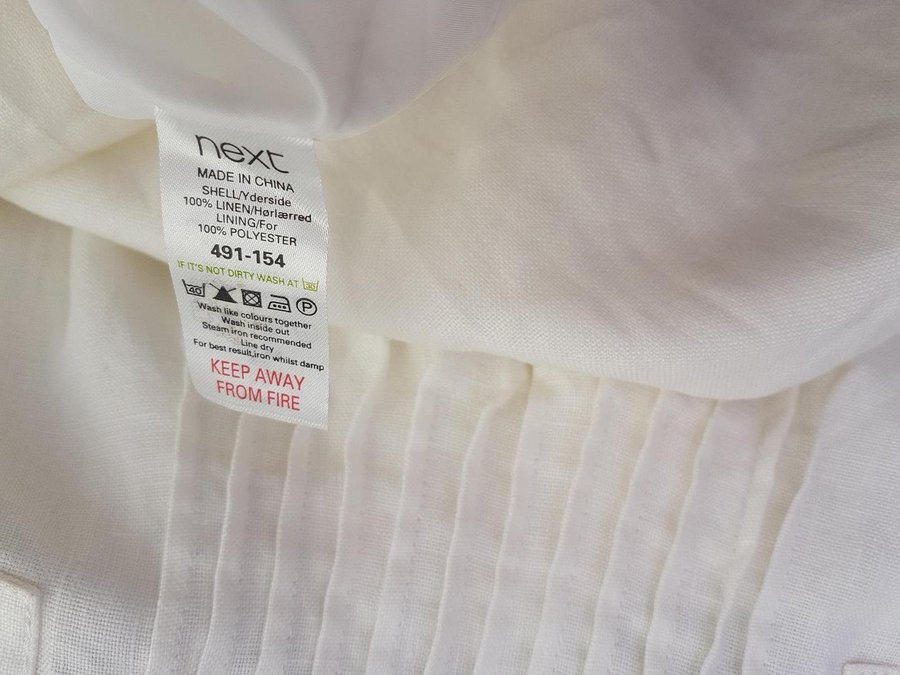 next
MADE IN CHINA
SHELL/Yderside
100% LINEN/Hørlærred
LINING/For
100% POLYESTER
491-154
IF IT'S NOT DIRTY WASH AT 30
40 P
Wash like colours together
Wash inside out
Steam iron recommended
Line dry
For best result,iron whilst damp
KEEP AWAY
FROM FIRE